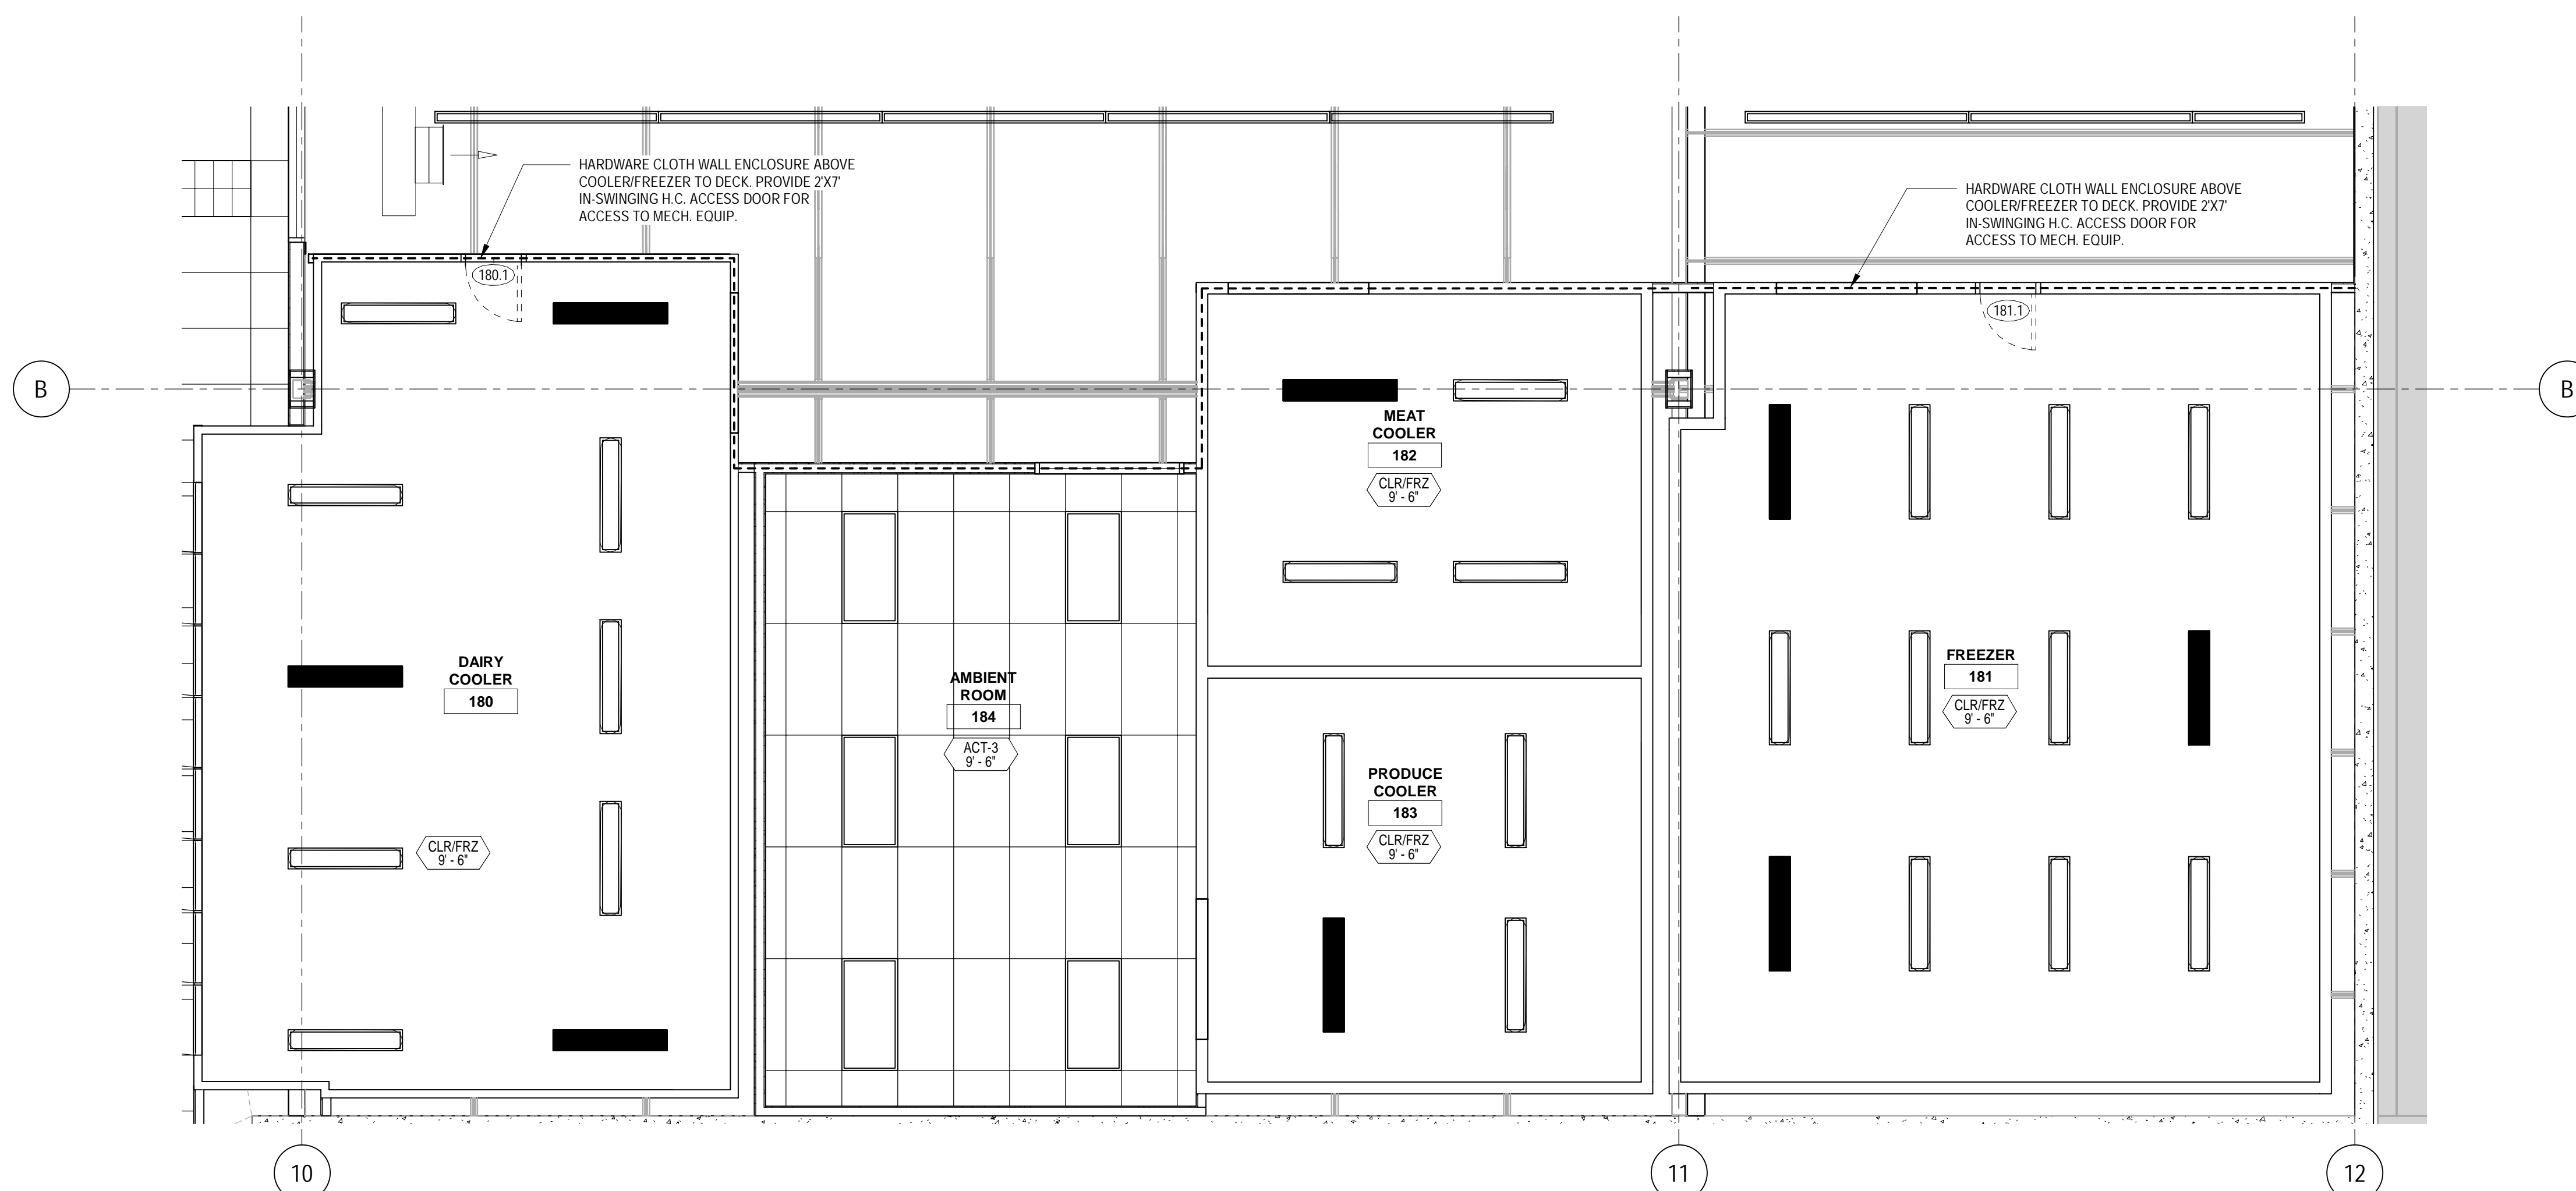 HARDWARE CLOTH WALL ENCLOSURE ABOVE
COOLER/FREEZER TO DECK. PROVIDE 2'X7'
IN-SWINGING H.C. ACCESS DOOR FOR
ACCESS TO MECH. EQUIP.
HARDWARE CLOTH WALL ENCLOSURE ABOVE
COOLER/FREEZER TO DECK. PROVIDE 2'X7'
IN-SWINGING H.C. ACCESS DOOR FOR
ACCESS TO MECH. EQUIP.
180.1
181.1
B
B
MEAT
COOLER
182
CLR/FRZ
9' - 6"
DAIRY
COOLER
180
CLR/FRZ
9' - 6"
AMBIENT
ROOM
184
ACT-3
9' - 6"
PRODUCE
COOLER
183
CLR/FRZ
9' - 6"
FREEZER
181
CLR/FRZ
9' - 6"
10
11
12